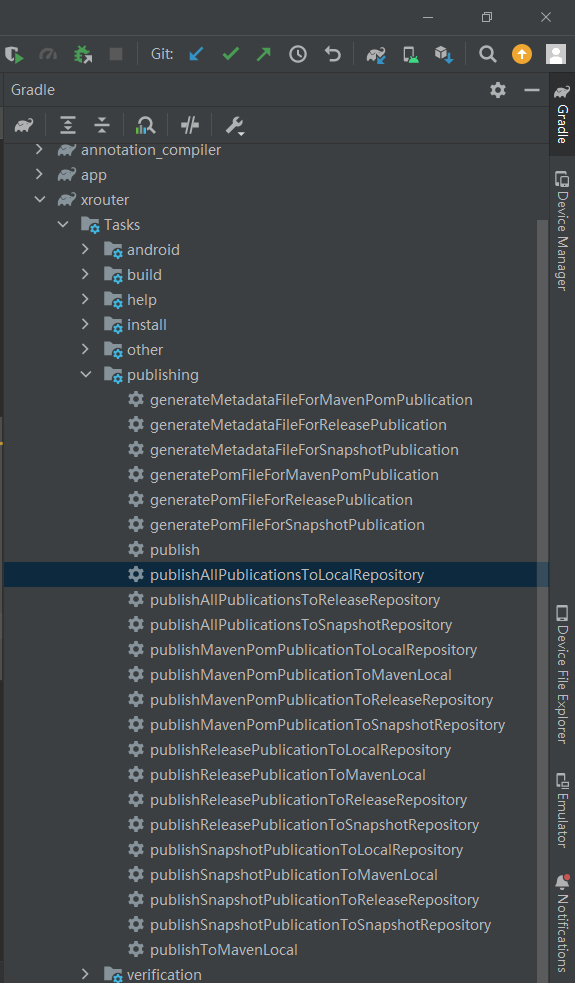 Git:
Gradle
annotation_compiler
app
xrouter
Tasks
android
build
help
install
other
publishing
generateMetadataFileForMavenPomPublication
generateMetadataFileForReleasePublication
generateMetadataFileForSnapshotPublication
generatePomFileForMavenPomPublication
generatePomFileForReleasePublication
generatePomFileForSnapshotPublication
publish
publishAllPublicationsToLocalRepository
publishAllPublicationsToReleaseRepository
publishAllPublicationsToSnapshotRepository
publishMavenPomPublicationToLocalRepository
publishMavenPomPublicationToMavenLocal
publishMavenPomPublicationToReleaseRepository
publishMavenPomPublicationToSnapshotRepository
publishReleasePublicationToLocalRepository
publishReleasePublicationToMavenLocal
publishReleasePublicationToReleaseRepository
publishReleasePublicationToSnapshotRepository
publishSnapshotPublicationToLocalRepository
publishSnapshotPublicationToMavenLocal
publishSnapshotPublicationToReleaseRepository
publishSnapshotPublicationToSnapshotRepository
publishToMavenLocal
verification
Gradle
Device Manager
Device File Explorer
Emulator
Notifications